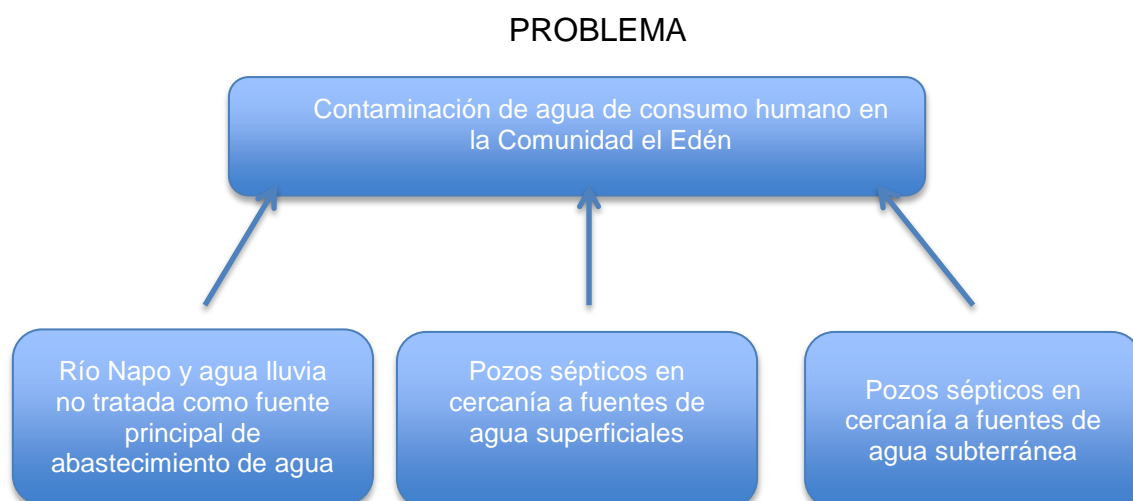 PROBLEMA
Contaminación de agua de consumo humano en
la Comunidad el Edén
Río Napo y agua lluvia
no tratada como fuente
principal de
abastecimiento de agua
Pozos sépticos en
cercanía a fuentes de
agua superficiales
Pozos sépticos en
cercanía a fuentes de
agua subterránea